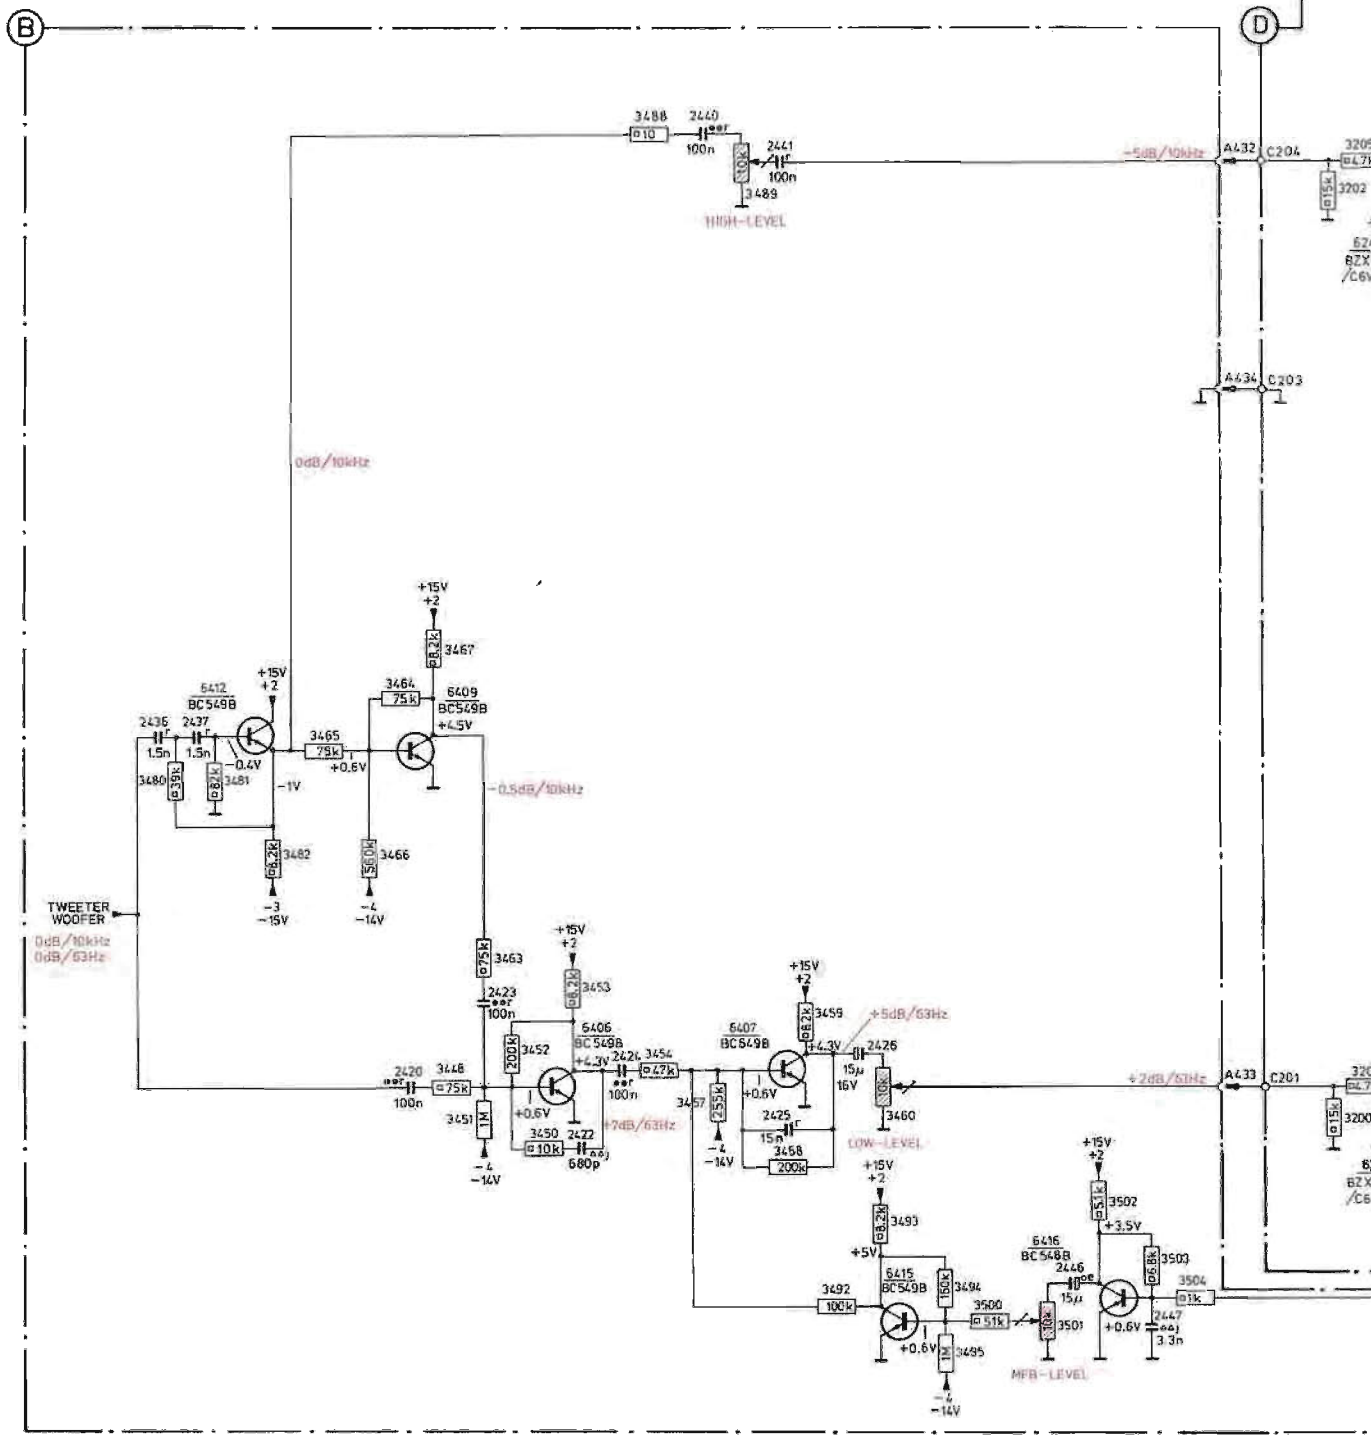 B
D
3488
2440
□10
100n
10k
2441
100n
3489
HIGH-LEVEL
-5dB/10kHz
A432
C204
3205
□4.7k
□15k
3202
BZX
A434
C203
0dB/10kHz
+15V
+2
□8.2k
3467
6412
BC549B
+15V
+2
3464
75k
6409
BC549B
+4.5V
2436
2437
1.5n
1.5n
-0.4V
3465
75k
+0.6V
3480
□39k
□82k
3481
-1V
-0.5dB/10kHz
□8.2k
3482
560k
3466
-3
-15V
-4
-14V
TWEETER
WOOFER
0dB/10kHz
0dB/63Hz
□75k
3463
+15V
+2
□8.2k
3453
2423
100n
+15V
+2
□8.2k
3459
+5dB/63Hz
200k
3452
6406
BC549B
+4.3V
2424
3454
□47k
100n
6407
BC549B
+4.3V
2426
15µ
16V
2420
100n
3448
□75k
3451
1M
+0.6V
3450
□10k
2422
680p
+7dB/63Hz
3457
255k
+0.6V
2425
15n
3458
200k
10k
3460
LOW-LEVEL
+2dB/63Hz
A433
C201
□15k
3200
BZX
-4
-14V
-4
-14V
+15V
+2
□8.2k
3493
+5V
+15V
+2
□5.1k
3502
+3.5V
6416
BC548B
2446
15µ
□6.8k
3503
3504
□1k
3492
100k
6415
BC549B
150k
3494
3500
□51k
10k
3501
+0.6V
2447
3.3n
+0.6V
1M
3495
MFB-LEVEL
-4
-14V